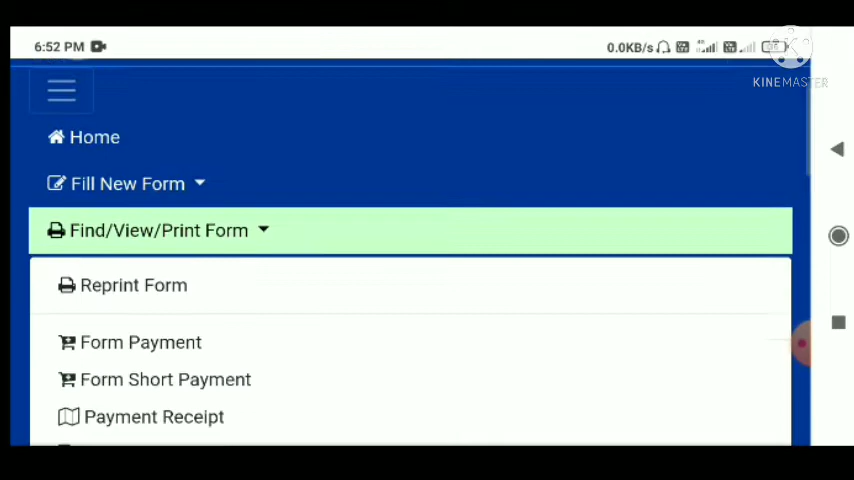 6:52 PM
0.0KB/s
KINEMASTER
Home
Fill New Form
Find/View/Print Form
Reprint Form
Form Payment
Form Short Payment
Payment Receipt